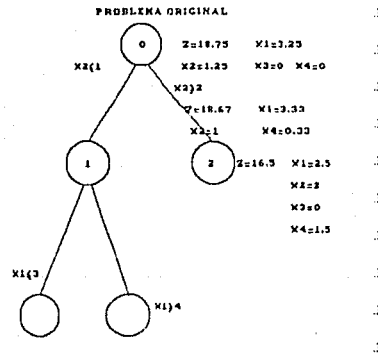 PROBLEMA ORIGINAL
0
Z=18.75 X1=3.25
X2=1.25 X3=0 X4=0
X2⟨1
X2⟩2
Z=18.67 X1=3.33
X2=1 X4=0.33
1
2
Z=16.5 X1=2.5
X2=2
X3=0
X4=1.5
X1⟨3
X1⟩4